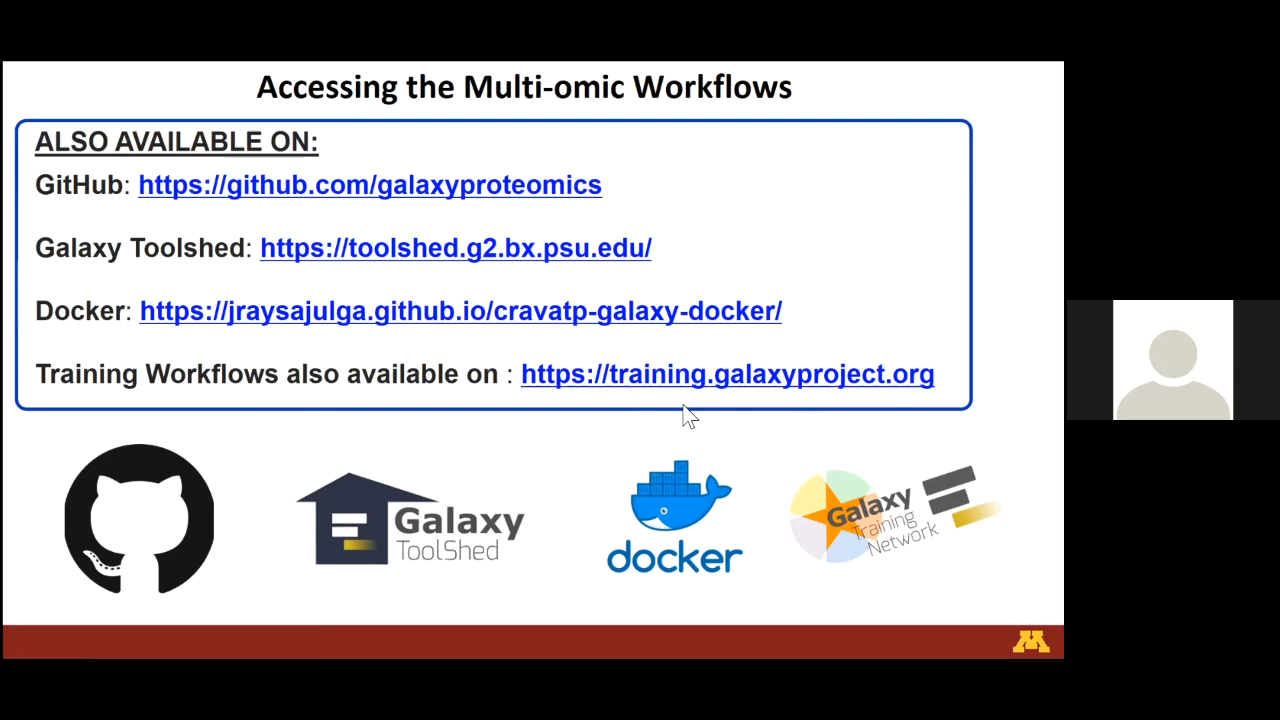 Accessing the Multi-omic Workflows
ALSO AVAILABLE ON:
GitHub: https://github.com/galaxyproteomics
Galaxy Toolshed: https://toolshed.g2.bx.psu.edu/
Docker: https://jraysajulga.github.io/cravatp-galaxy-docker/
Training Workflows also available on : https://training.galaxyproject.org
Galaxy
ToolShed
docker
Galaxy
Training
Network
M